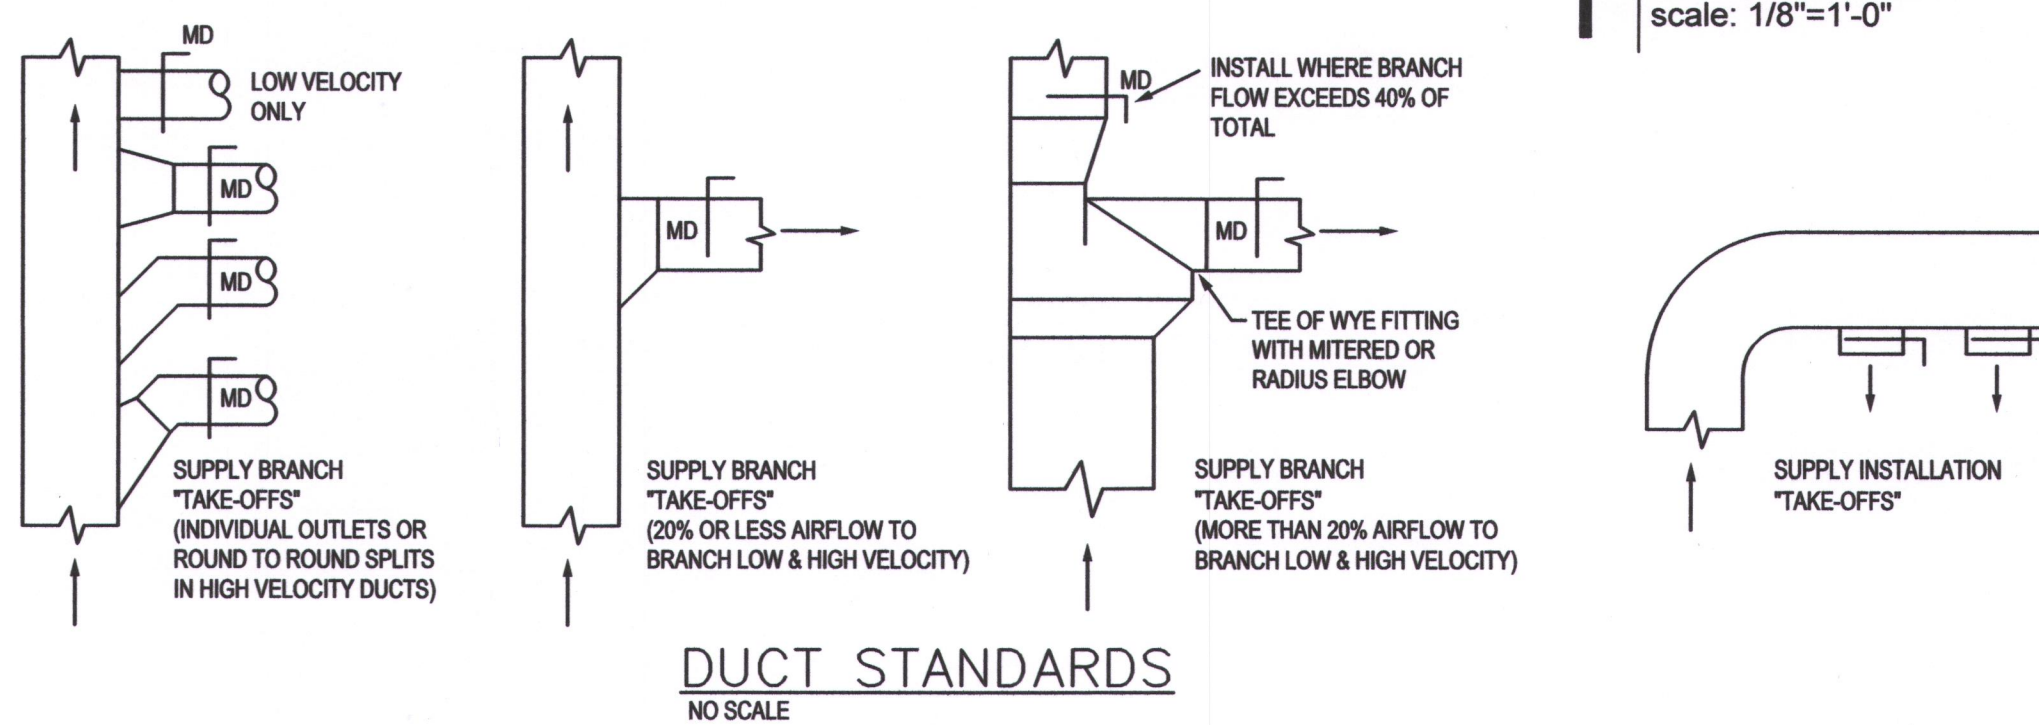 scale: 1/8"=1'-0"
MD
LOW VELOCITY
ONLY
MD
MD
MD
SUPPLY BRANCH
"TAKE-OFFS"
(INDIVIDUAL OUTLETS OR
ROUND TO ROUND SPLITS
IN HIGH VELOCITY DUCTS)
MD
SUPPLY BRANCH
"TAKE-OFFS"
(20% OR LESS AIRFLOW TO
BRANCH LOW & HIGH VELOCITY)
MD
INSTALL WHERE BRANCH
FLOW EXCEEDS 40% OF
TOTAL
MD
TEE OF WYE FITTING
WITH MITERED OR
RADIUS ELBOW
SUPPLY BRANCH
"TAKE-OFFS"
(MORE THAN 20% AIRFLOW TO
BRANCH LOW & HIGH VELOCITY)
SUPPLY INSTALLATION
"TAKE-OFFS"
DUCT STANDARDS
NO SCALE